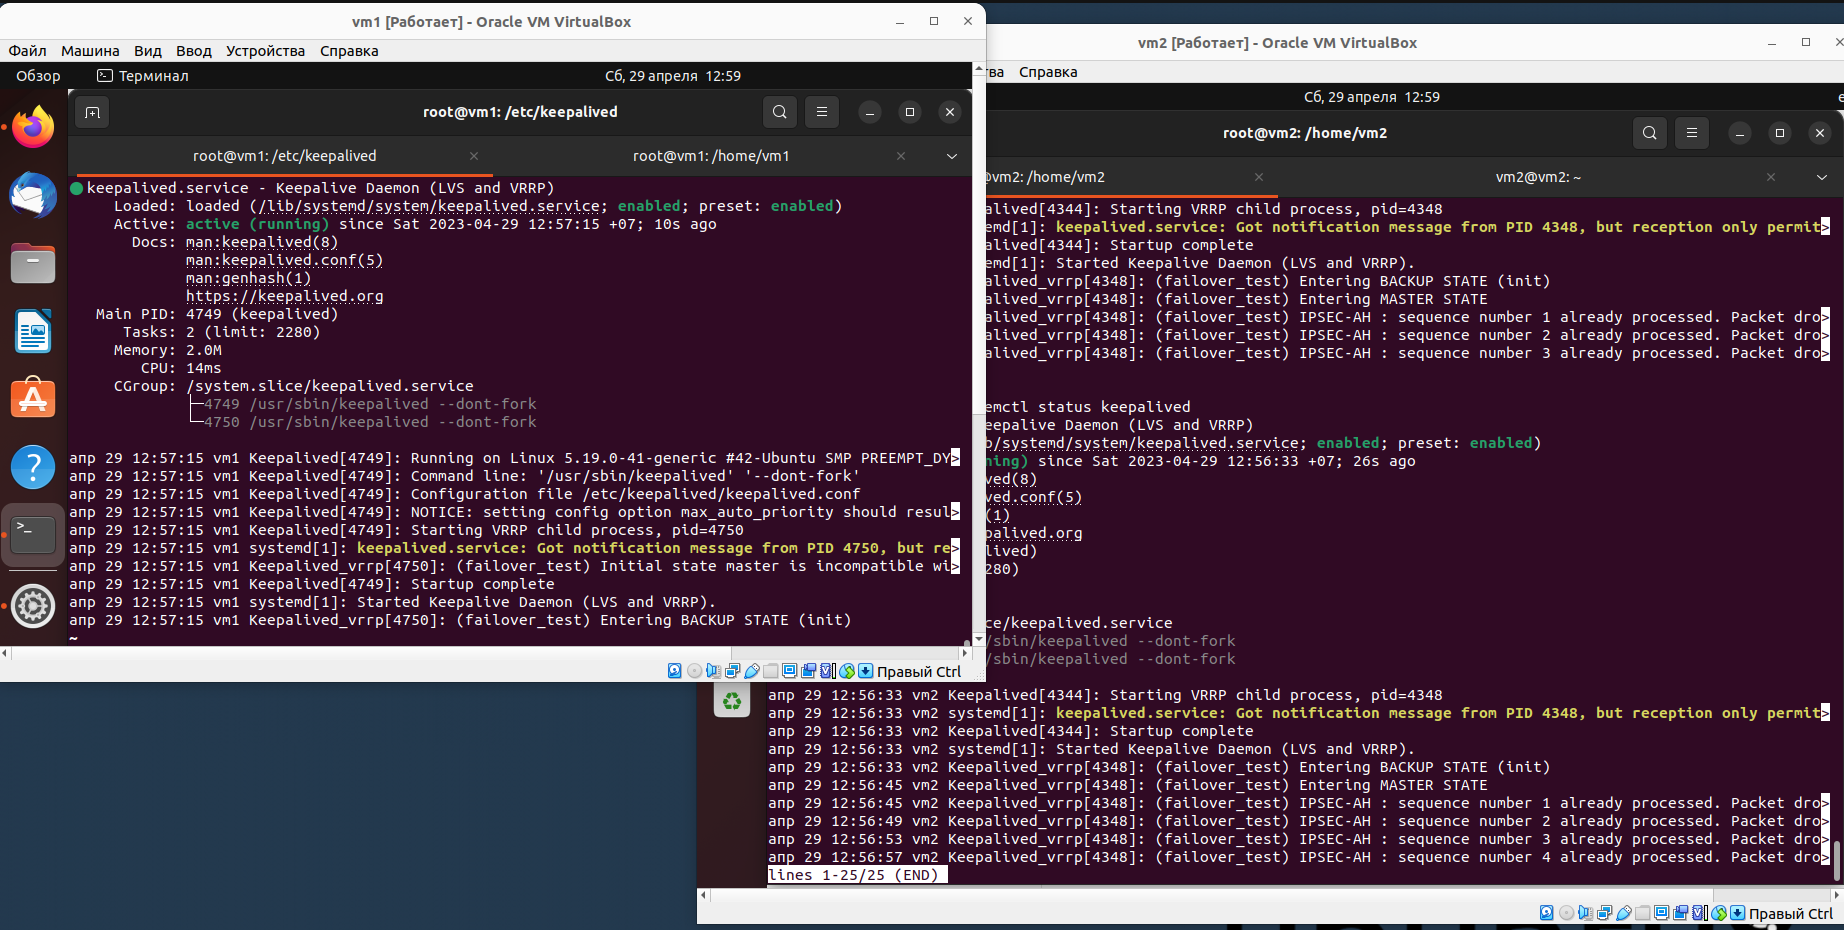 vm1 [Работает] - Oracle VM VirtualBox
Файл Машина Вид Ввод Устройства Справка
Обзор Терминал Сб, 29 апреля 12:59
root@vm1: /etc/keepalived
root@vm1: /etc/keepalived root@vm1: /home/vm1
keepalived.service - Keepalive Daemon (LVS and VRRP)
Loaded: loaded (/lib/systemd/system/keepalived.service; enabled; preset: enabled)
Active: active (running) since Sat 2023-04-29 12:57:15 +07; 10s ago
Docs: man:keepalived(8)
man:keepalived.conf(5)
man:genhash(1)
https://keepalived.org
Main PID: 4749 (keepalived)
Tasks: 2 (limit: 2280)
Memory: 2.0M
CPU: 14ms
CGroup: /system.slice/keepalived.service
├─4749 /usr/sbin/keepalived --dont-fork
└─4750 /usr/sbin/keepalived --dont-fork
апр 29 12:57:15 vm1 Keepalived[4749]: Running on Linux 5.19.0-41-generic #42-Ubuntu SMP PREEMPT_DY>
апр 29 12:57:15 vm1 Keepalived[4749]: Command line: '/usr/sbin/keepalived' '--dont-fork'
апр 29 12:57:15 vm1 Keepalived[4749]: Configuration file /etc/keepalived/keepalived.conf
апр 29 12:57:15 vm1 Keepalived[4749]: NOTICE: setting config option max_auto_priority should resul>
апр 29 12:57:15 vm1 Keepalived[4749]: Starting VRRP child process, pid=4750
апр 29 12:57:15 vm1 systemd[1]: keepalived.service: Got notification message from PID 4750, but re>
апр 29 12:57:15 vm1 Keepalived_vrrp[4750]: (failover_test) Initial state master is incompatible wi>
апр 29 12:57:15 vm1 Keepalived[4749]: Startup complete
апр 29 12:57:15 vm1 systemd[1]: Started Keepalive Daemon (LVS and VRRP).
апр 29 12:57:15 vm1 Keepalived_vrrp[4750]: (failover_test) Entering BACKUP STATE (init)
~
Правый Ctrl
vm2 [Работает] - Oracle VM VirtualBox
ва Справка
Сб, 29 апреля 12:59
root@vm2: /home/vm2
@vm2: /home/vm2 vm2@vm2: ~
alived[4344]: Starting VRRP child process, pid=4348
emd[1]: keepalived.service: Got notification message from PID 4348, but reception only permit>
alived[4344]: Startup complete
emd[1]: Started Keepalive Daemon (LVS and VRRP).
alived_vrrp[4348]: (failover_test) Entering BACKUP STATE (init)
alived_vrrp[4348]: (failover_test) Entering MASTER STATE
alived_vrrp[4348]: (failover_test) IPSEC-AH : sequence number 1 already processed. Packet dro>
alived_vrrp[4348]: (failover_test) IPSEC-AH : sequence number 2 already processed. Packet dro>
alived_vrrp[4348]: (failover_test) IPSEC-AH : sequence number 3 already processed. Packet dro>
emctl status keepalived
eepalive Daemon (LVS and VRRP)
b/systemd/system/keepalived.service; enabled; preset: enabled)
ning) since Sat 2023-04-29 12:56:33 +07; 26s ago
ved(8)
ved.conf(5)
(1)
palived.org
lived)
280)
ce/keepalived.service
/sbin/keepalived --dont-fork
/sbin/keepalived --dont-fork
апр 29 12:56:33 vm2 Keepalived[4344]: Starting VRRP child process, pid=4348
апр 29 12:56:33 vm2 systemd[1]: keepalived.service: Got notification message from PID 4348, but reception only permit>
апр 29 12:56:33 vm2 Keepalived[4344]: Startup complete
апр 29 12:56:33 vm2 systemd[1]: Started Keepalive Daemon (LVS and VRRP).
апр 29 12:56:33 vm2 Keepalived_vrrp[4348]: (failover_test) Entering BACKUP STATE (init)
апр 29 12:56:45 vm2 Keepalived_vrrp[4348]: (failover_test) Entering MASTER STATE
апр 29 12:56:45 vm2 Keepalived_vrrp[4348]: (failover_test) IPSEC-AH : sequence number 1 already processed. Packet dro>
апр 29 12:56:49 vm2 Keepalived_vrrp[4348]: (failover_test) IPSEC-AH : sequence number 2 already processed. Packet dro>
апр 29 12:56:53 vm2 Keepalived_vrrp[4348]: (failover_test) IPSEC-AH : sequence number 3 already processed. Packet dro>
апр 29 12:56:57 vm2 Keepalived_vrrp[4348]: (failover_test) IPSEC-AH : sequence number 4 already processed. Packet dro>
lines 1-25/25 (END)
Правый Ctrl